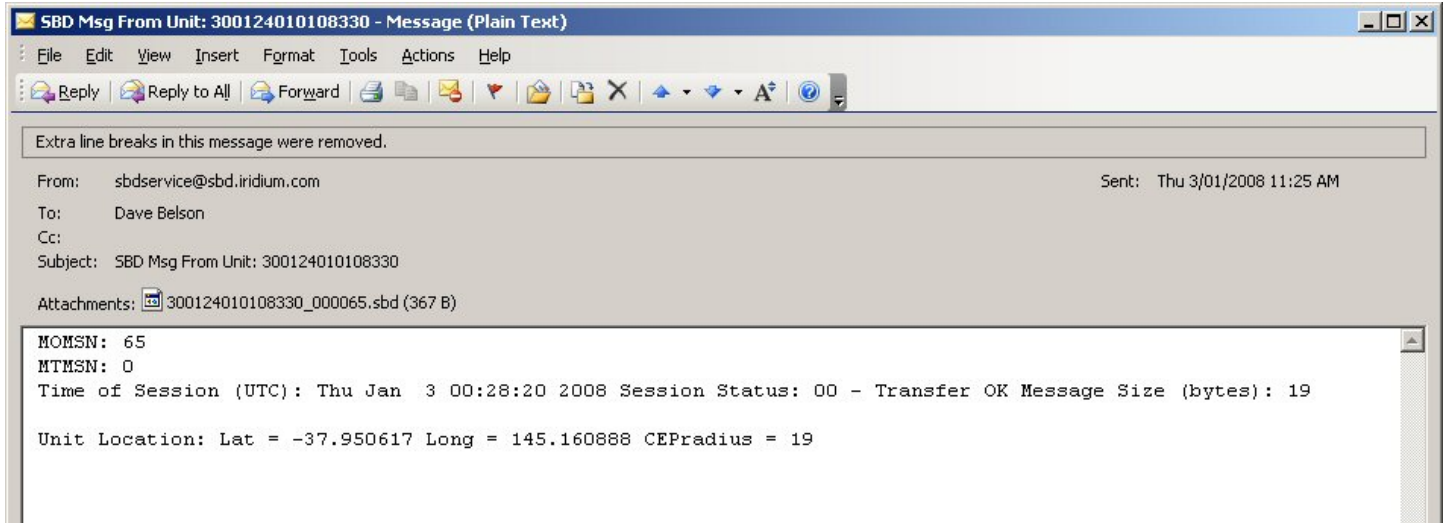 SBD Msg From Unit: 300124010108330 - Message (Plain Text)
File Edit View Insert Format Tools Actions Help
Reply Reply to All Forward
Extra line breaks in this message were removed.
From: sbdservice@sbd.iridium.com Sent: Thu 3/01/2008 11:25 AM
To: Dave Belson
Cc:
Subject: SBD Msg From Unit: 300124010108330
Attachments: 300124010108330_000065.sbd (367 B)
MOMSN: 65
MTMSN: 0
Time of Session (UTC): Thu Jan  3 00:28:20 2008 Session Status: 00 - Transfer OK Message Size (bytes): 19
Unit Location: Lat = -37.950617 Long = 145.160888 CEPradius = 19